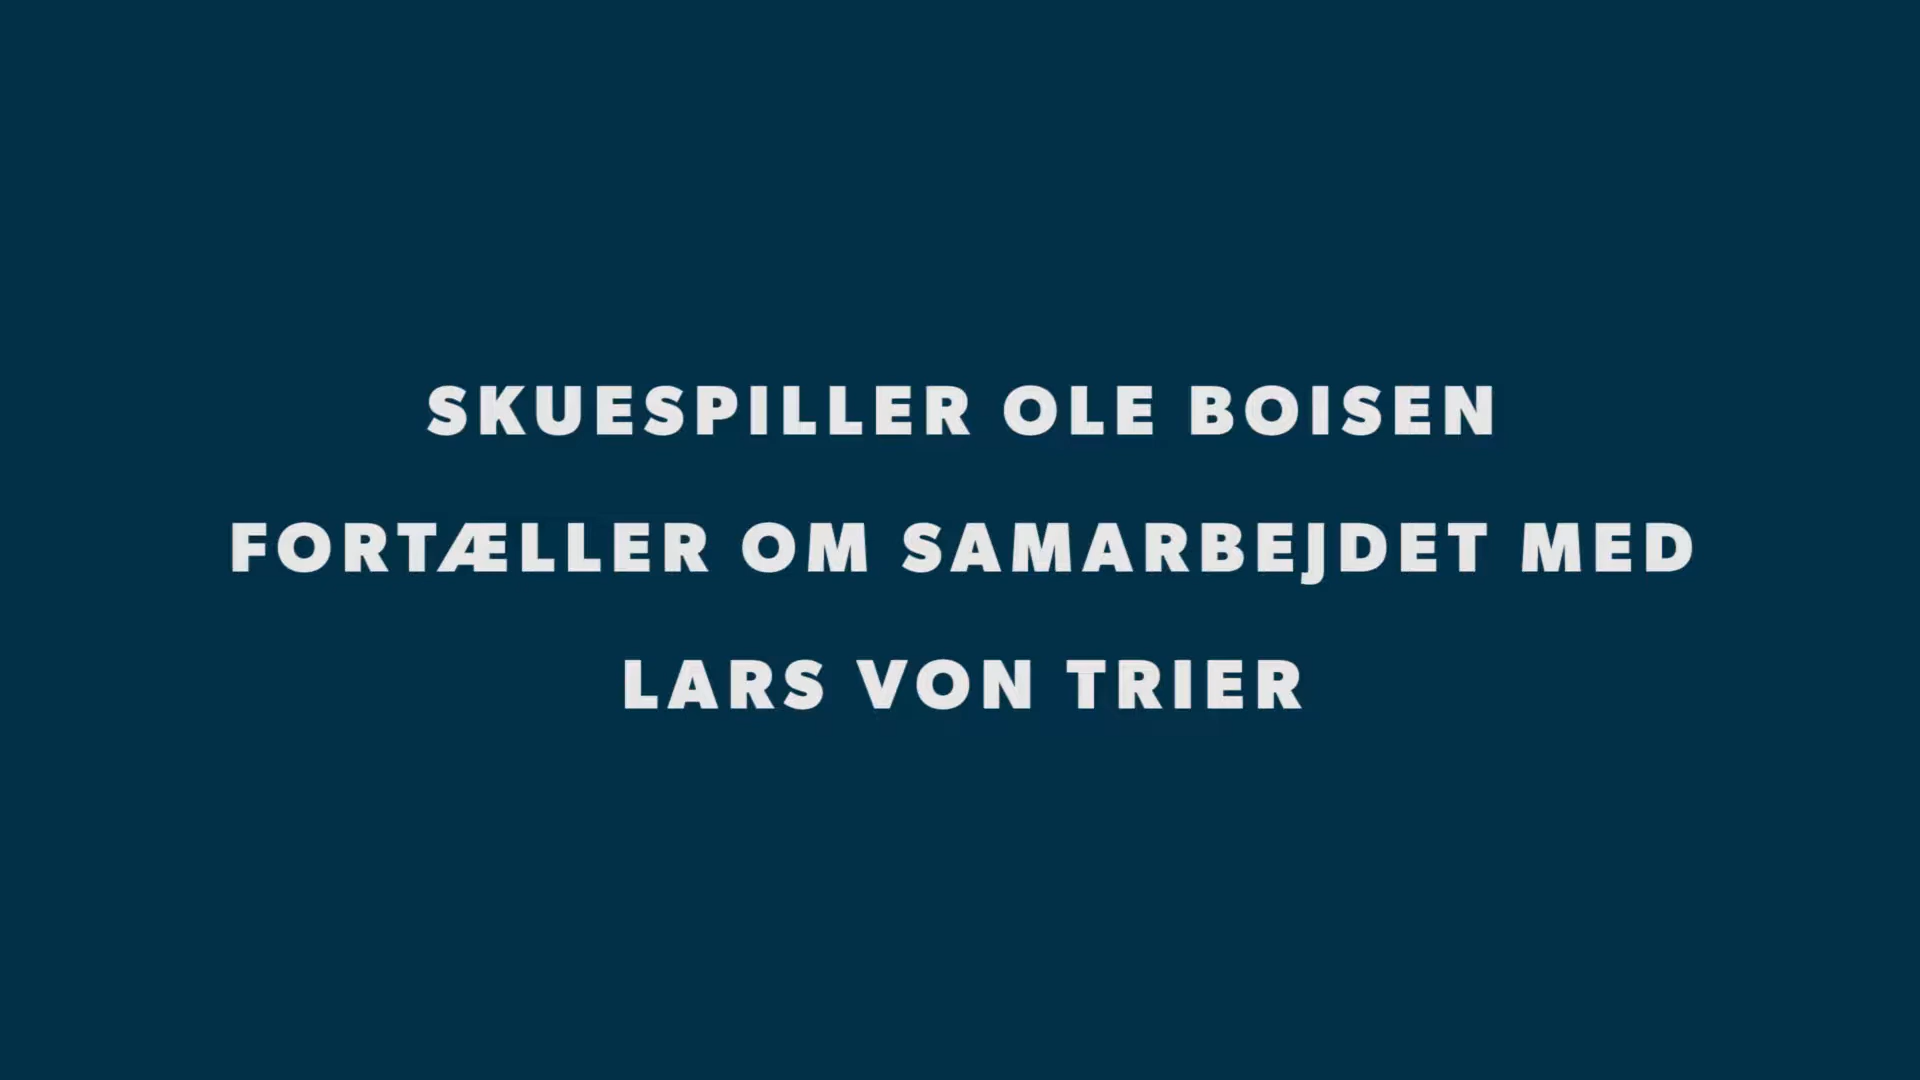 SKUESPILLER OLE BOISEN
FORTÆLLER OM SAMARBEJDET MED
LARS VON TRIER